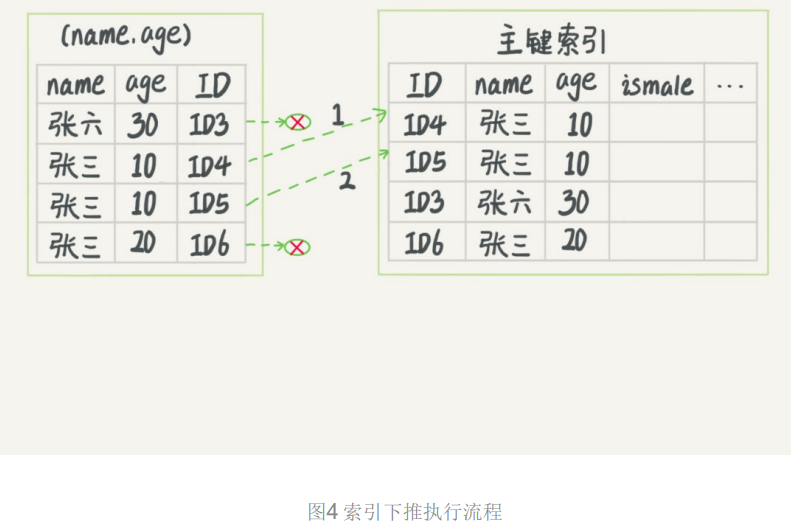 (name.age)
name age ID
张六 30 ID3
张三 10 ID4
张三 10 ID5
张三 20 ID6
1
2
主键索引
ID name age ismale ...
ID4 张三 10
ID5 张三 10
ID3 张六 30
ID6 张三 20
图4 索引下推执行流程